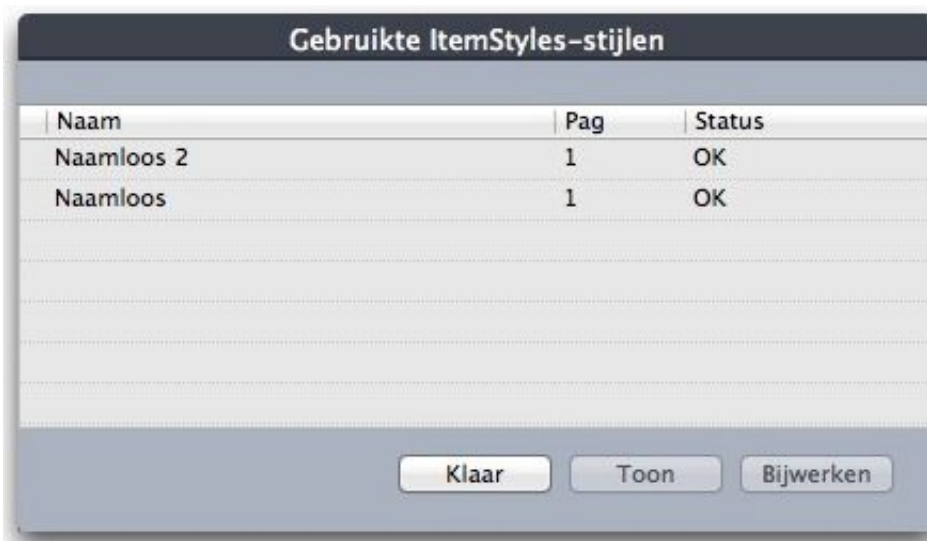 Gebruikte ItemStyles-stijlen
Naam Pag Status
Naamloos 2 1 OK
Naamloos 1 OK
Klaar Toon Bijwerken